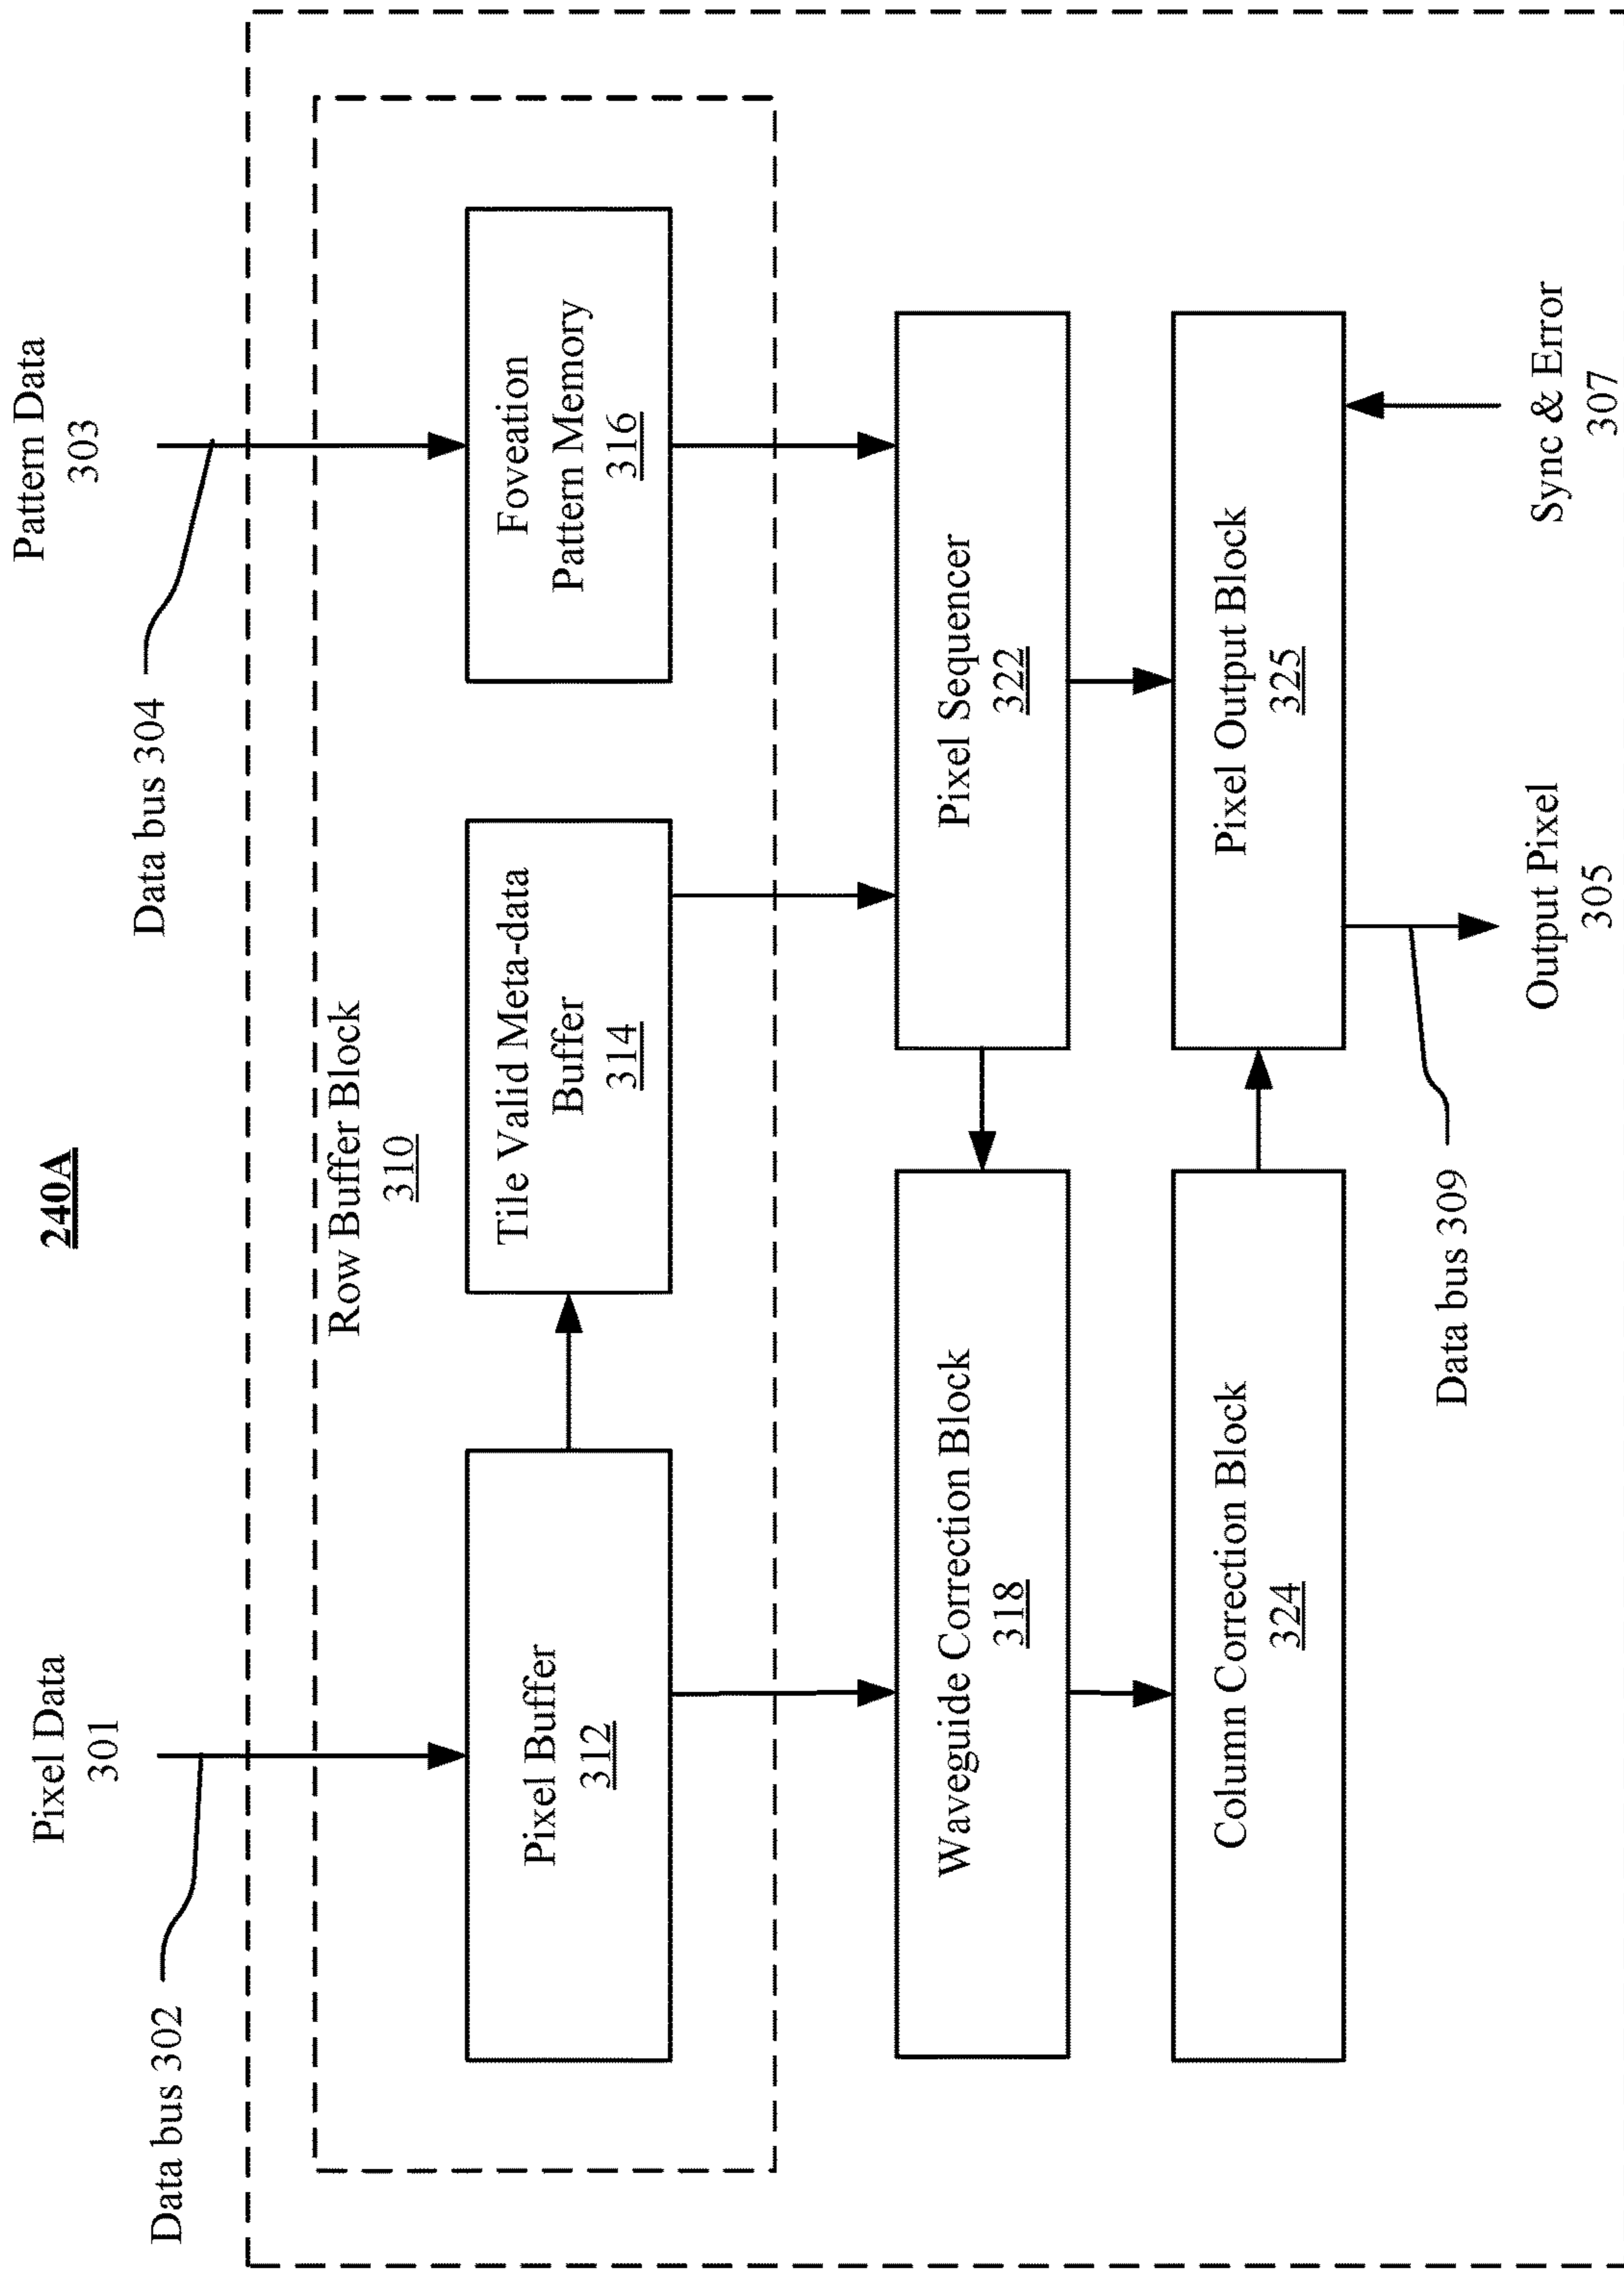 240A
Pixel Data
301
Pattern Data
303
Data bus 302
Data bus 304
Row Buffer Block
310
Pixel Buffer
312
Tile Valid Meta-data
Buffer
314
Foveation
Pattern Memory
316
Waveguide Correction Block
318
Pixel Sequencer
322
Column Correction Block
324
Pixel Output Block
325
Data bus 309
Output Pixel
305
Sync & Error
307